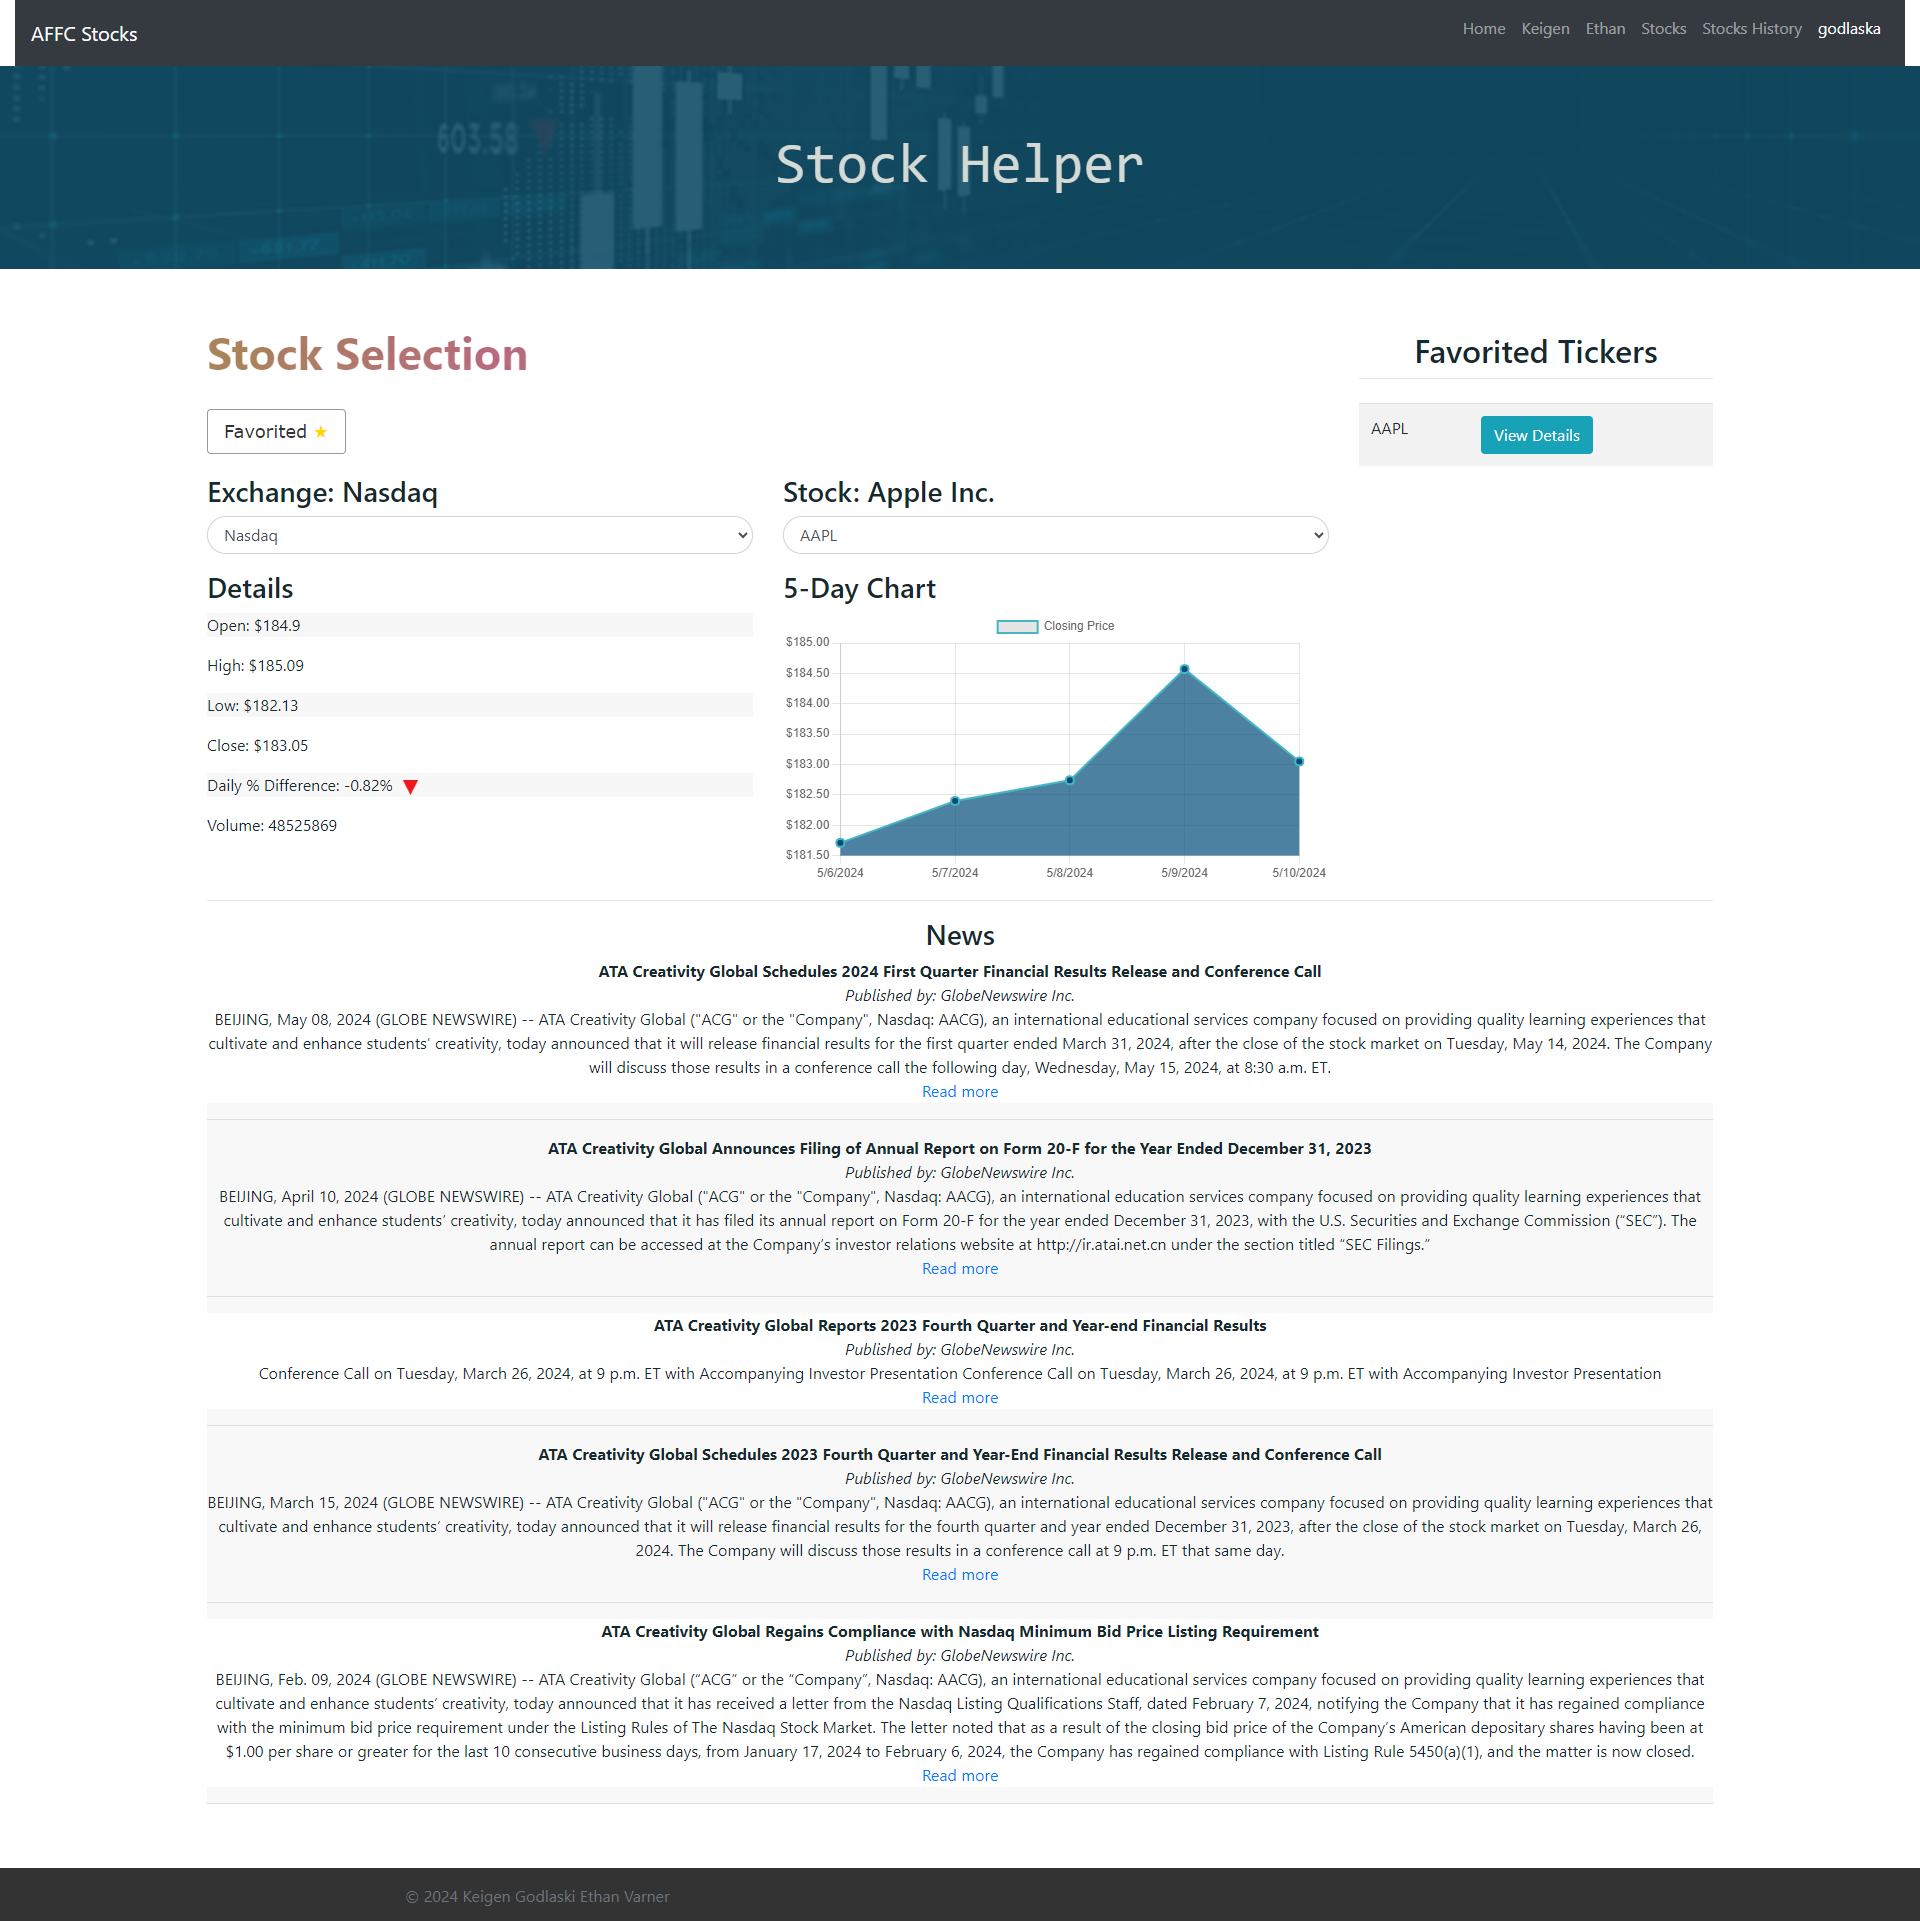 AFFC Stocks
Home Keigen Ethan Stocks Stocks History godlaska
603.58
Stock Helper
Stock Selection
Favorited ★
Exchange: Nasdaq
Nasdaq
Stock: Apple Inc.
AAPL
Favorited Tickers
AAPL View Details
Details
Open: $184.9
High: $185.09
Low: $182.13
Close: $183.05
Daily % Difference: -0.82% ▼
Volume: 48525869
5-Day Chart
Closing Price
$185.00
$184.50
$184.00
$183.50
$183.00
$182.50
$182.00
$181.50
5/6/2024 5/7/2024 5/8/2024 5/9/2024 5/10/2024
News
ATA Creativity Global Schedules 2024 First Quarter Financial Results Release and Conference Call
Published by: GlobeNewswire Inc.
BEIJING, May 08, 2024 (GLOBE NEWSWIRE) -- ATA Creativity Global ("ACG" or the "Company", Nasdaq: AACG), an international educational services company focused on providing quality learning experiences that
cultivate and enhance students’ creativity, today announced that it will release financial results for the first quarter ended March 31, 2024, after the close of the stock market on Tuesday, May 14, 2024. The Company
will discuss those results in a conference call the following day, Wednesday, May 15, 2024, at 8:30 a.m. ET.
Read more
ATA Creativity Global Announces Filing of Annual Report on Form 20-F for the Year Ended December 31, 2023
Published by: GlobeNewswire Inc.
BEIJING, April 10, 2024 (GLOBE NEWSWIRE) -- ATA Creativity Global ("ACG" or the "Company", Nasdaq: AACG), an international education services company focused on providing quality learning experiences that
cultivate and enhance students’ creativity, today announced that it has filed its annual report on Form 20-F for the year ended December 31, 2023, with the U.S. Securities and Exchange Commission (“SEC”). The
annual report can be accessed at the Company’s investor relations website at http://ir.atai.net.cn under the section titled “SEC Filings.”
Read more
ATA Creativity Global Reports 2023 Fourth Quarter and Year-end Financial Results
Published by: GlobeNewswire Inc.
Conference Call on Tuesday, March 26, 2024, at 9 p.m. ET with Accompanying Investor Presentation Conference Call on Tuesday, March 26, 2024, at 9 p.m. ET with Accompanying Investor Presentation
Read more
ATA Creativity Global Schedules 2023 Fourth Quarter and Year-End Financial Results Release and Conference Call
Published by: GlobeNewswire Inc.
BEIJING, March 15, 2024 (GLOBE NEWSWIRE) -- ATA Creativity Global ("ACG" or the "Company", Nasdaq: AACG), an international educational services company focused on providing quality learning experiences that
cultivate and enhance students’ creativity, today announced that it will release financial results for the fourth quarter and year ended December 31, 2023, after the close of the stock market on Tuesday, March 26,
2024. The Company will discuss those results in a conference call at 9 p.m. ET that same day.
Read more
ATA Creativity Global Regains Compliance with Nasdaq Minimum Bid Price Listing Requirement
Published by: GlobeNewswire Inc.
BEIJING, Feb. 09, 2024 (GLOBE NEWSWIRE) -- ATA Creativity Global (“ACG” or the “Company”, Nasdaq: AACG), an international educational services company focused on providing quality learning experiences that
cultivate and enhance students’ creativity, today announced that it has received a letter from the Nasdaq Listing Qualifications Staff, dated February 7, 2024, notifying the Company that it has regained compliance
with the minimum bid price requirement under the Listing Rules of The Nasdaq Stock Market. The letter noted that as a result of the closing bid price of the Company’s American depositary shares having been at
$1.00 per share or greater for the last 10 consecutive business days, from January 17, 2024 to February 6, 2024, the Company has regained compliance with Listing Rule 5450(a)(1), and the matter is now closed.
Read more
© 2024 Keigen Godlaski Ethan Varner